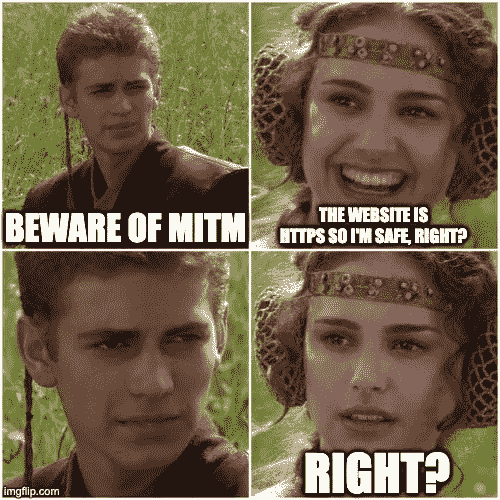 BEWARE OF MITM
THE WEBSITE IS
HTTPS SO I'M SAFE, RIGHT?
RIGHT?
imgflip.com